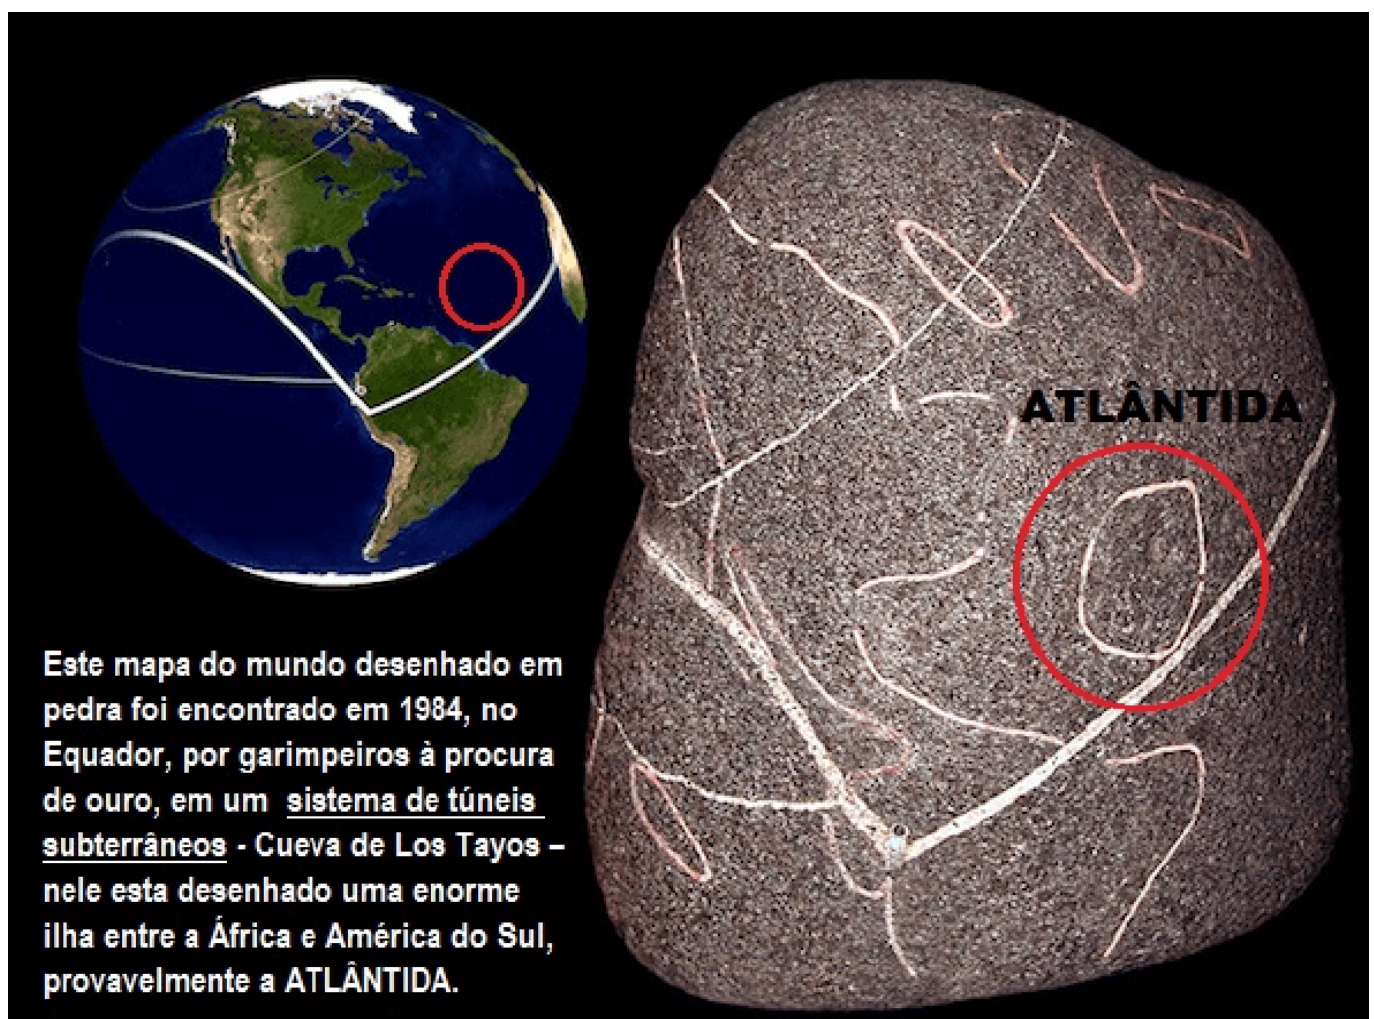 ATLÂNTIDA
Este mapa do mundo desenhado em
pedra foi encontrado em 1984, no
Equador, por garimpeiros à procura
de ouro, em um sistema de túneis
subterrâneos - Cueva de Los Tayos –
nele esta desenhado uma enorme
ilha entre a África e América do Sul,
provavelmente a ATLÂNTIDA.